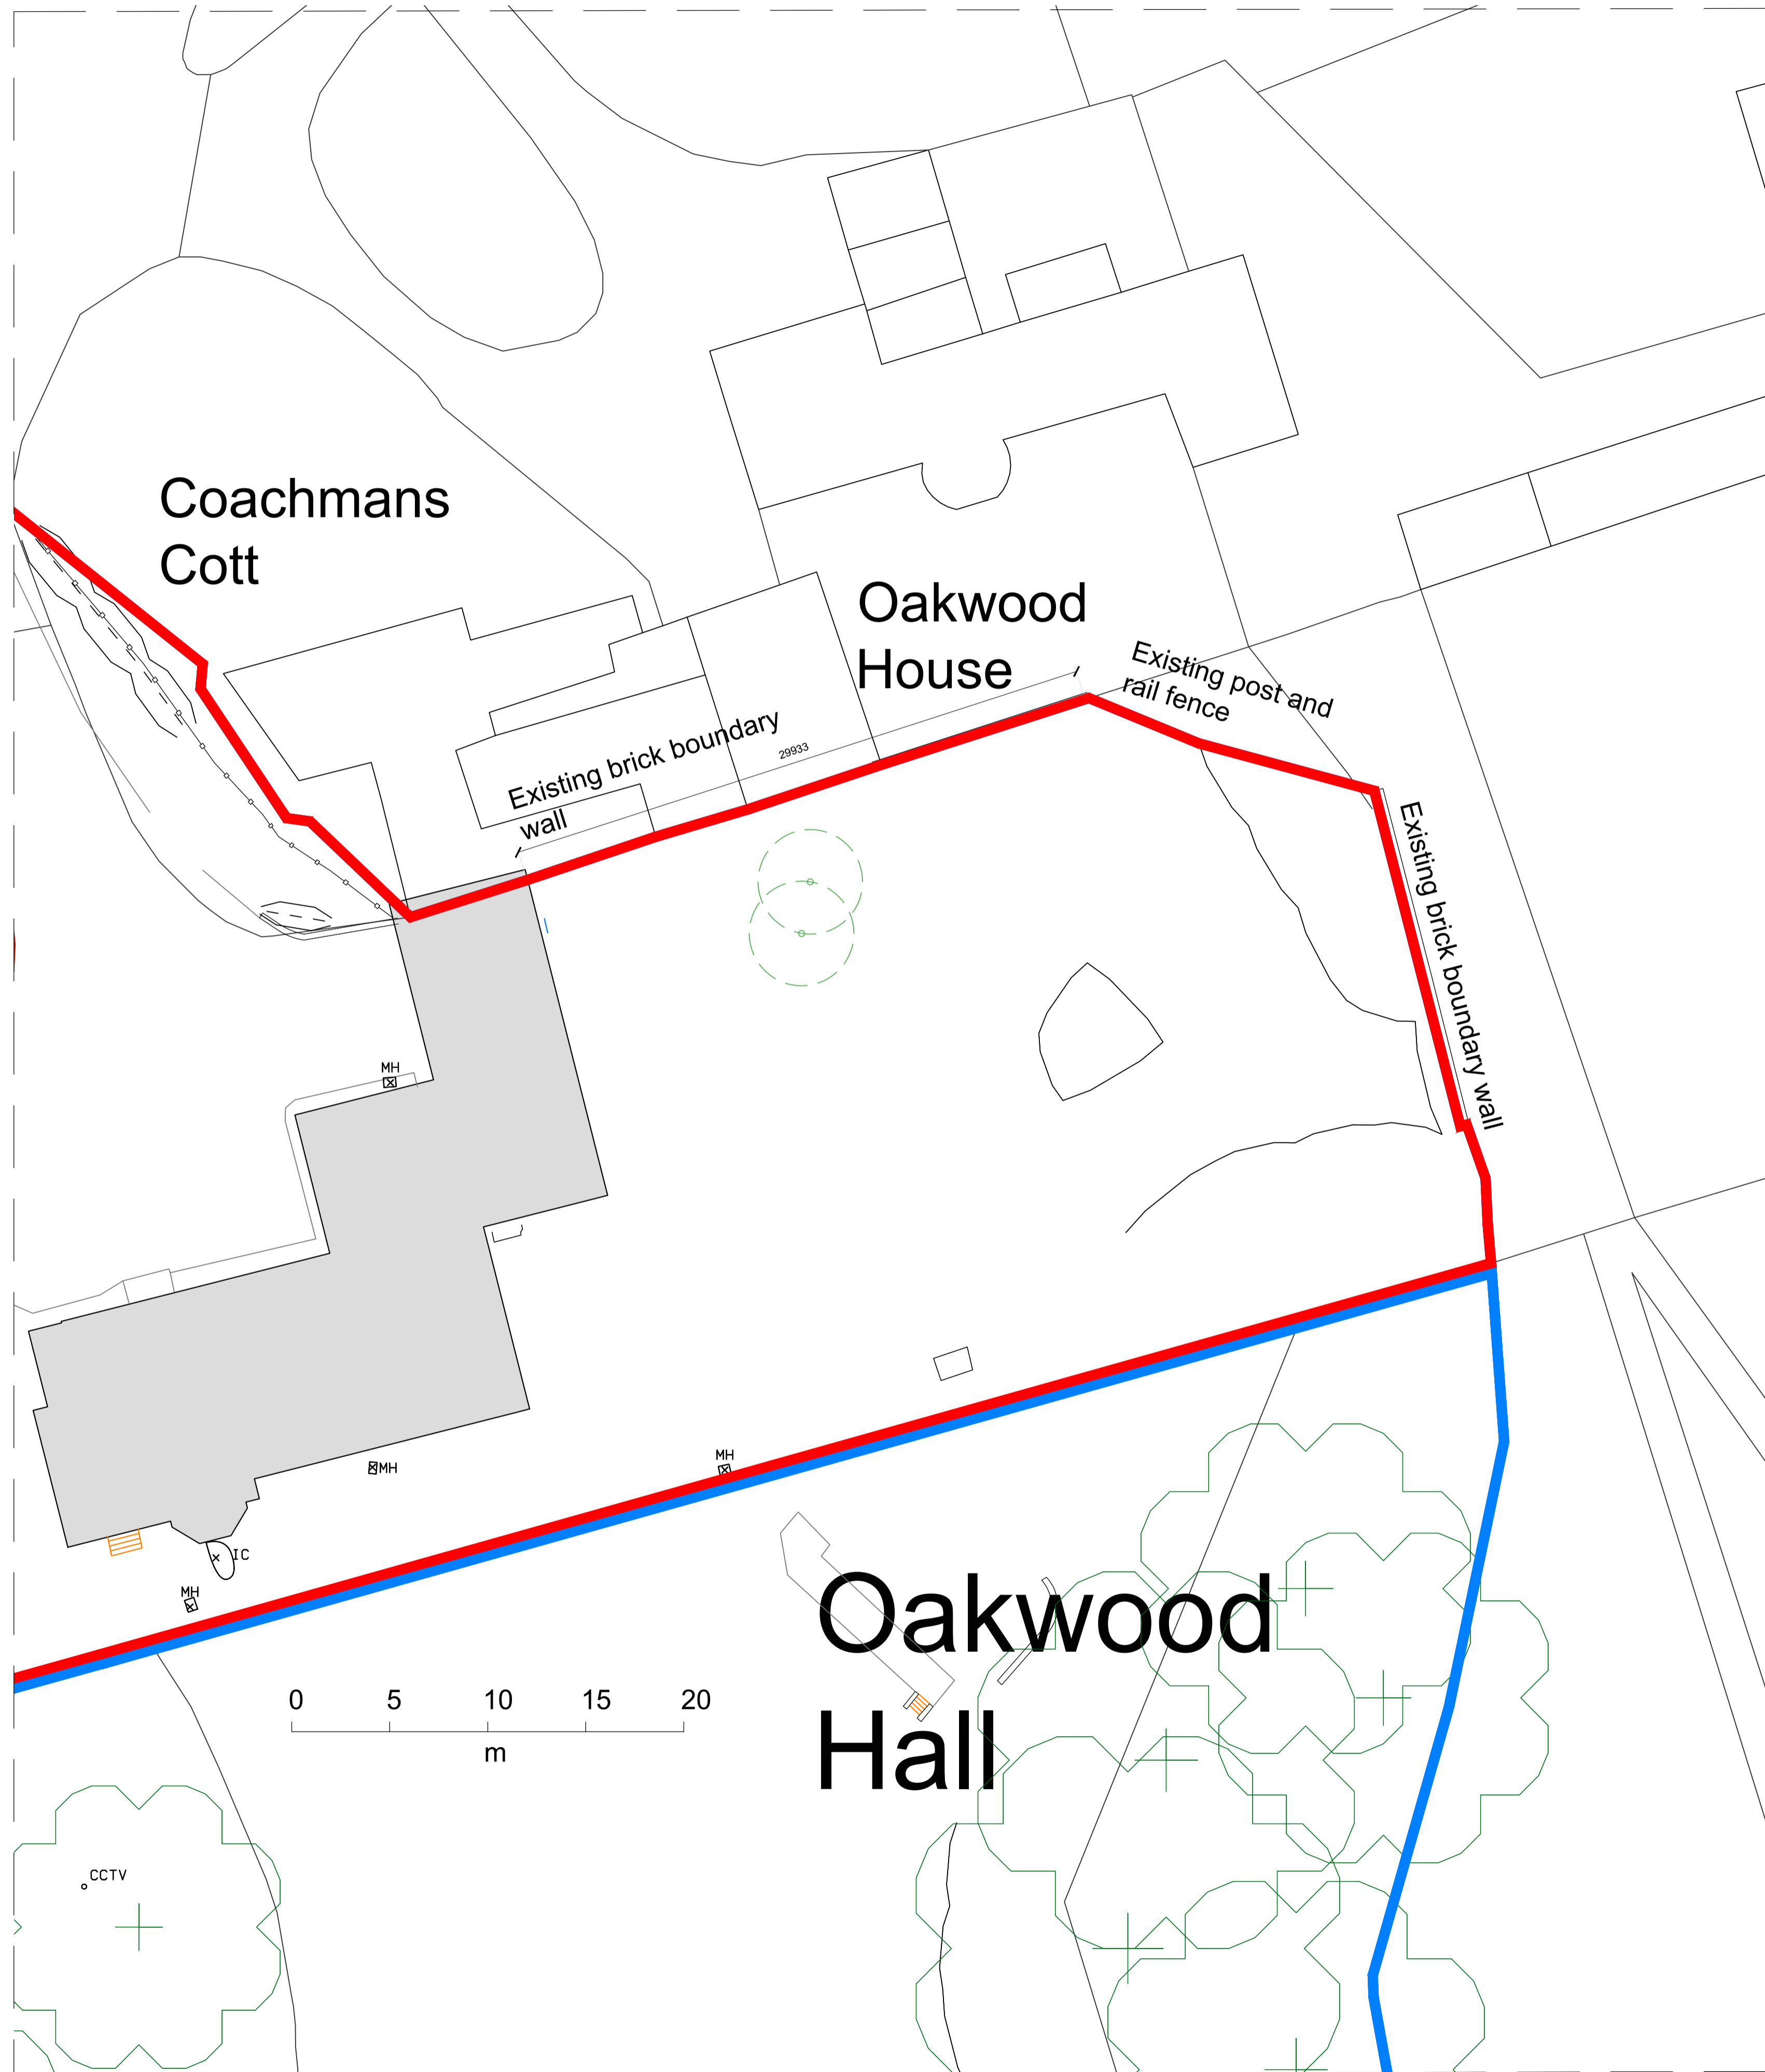 Coachmans
Cott
Oakwood
House
Existing post and
rail fence
Existing brick boundary
wall
29933
Existing brick boundary wall
MH
MH
MH
IC
MH
Oakwood
Hall
0 5 10 15 20
m
CCTV